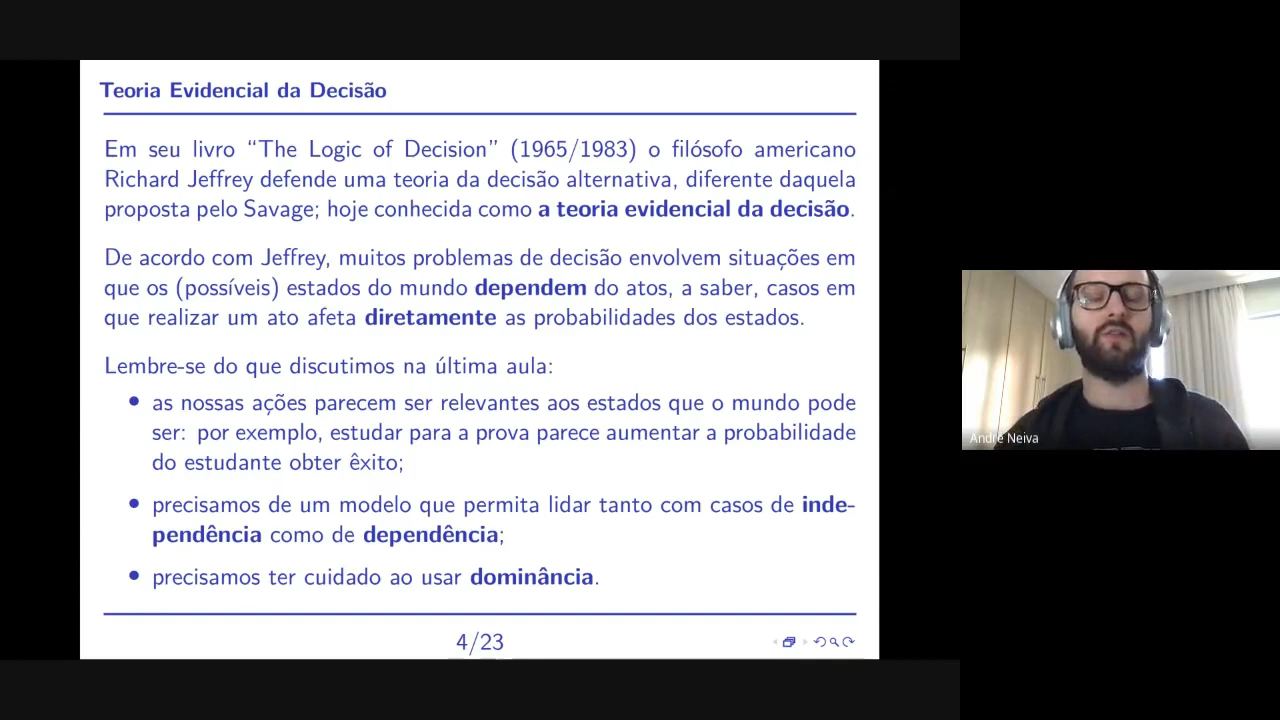 Teoria Evidencial da Decisão
Em seu livro “The Logic of Decision” (1965/1983) o filósofo americano
Richard Jeffrey defende uma teoria da decisão alternativa, diferente daquela
proposta pelo Savage; hoje conhecida como a teoria evidencial da decisão.
De acordo com Jeffrey, muitos problemas de decisão envolvem situações em
que os (possíveis) estados do mundo dependem do atos, a saber, casos em
que realizar um ato afeta diretamente as probabilidades dos estados.
Lembre-se do que discutimos na última aula:
• as nossas ações parecem ser relevantes aos estados que o mundo pode
ser: por exemplo, estudar para a prova parece aumentar a probabilidade
do estudante obter êxito;
• precisamos de um modelo que permita lidar tanto com casos de inde-
pendência como de dependência;
• precisamos ter cuidado ao usar dominância.
4/23
André Neiva